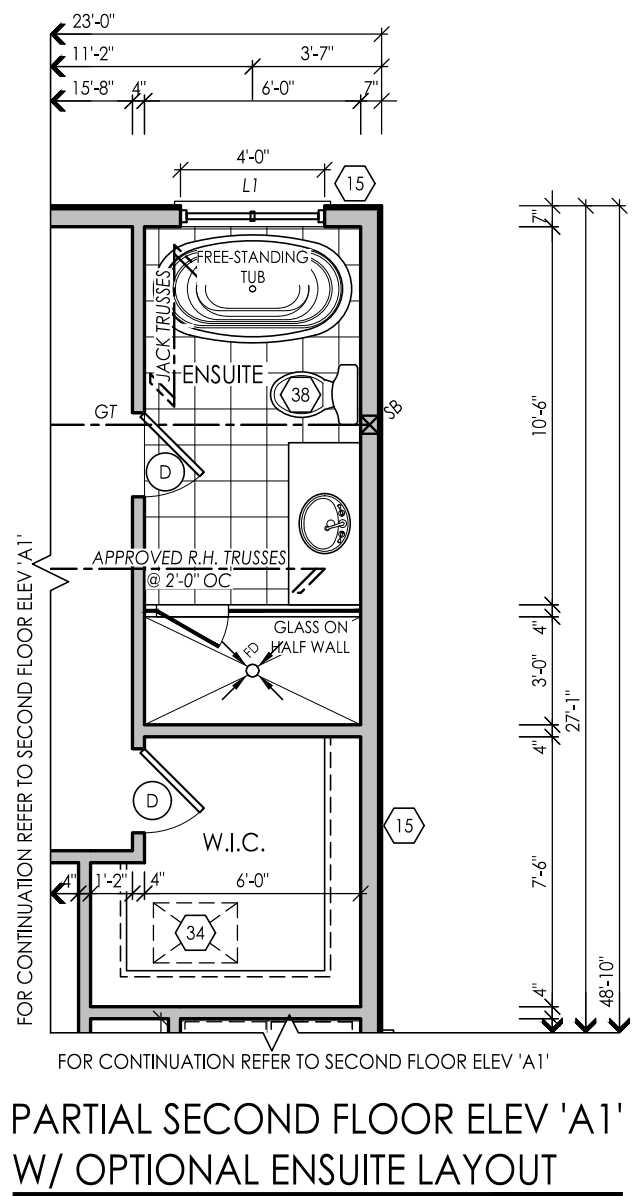 23'-0"
11'-2" 3'-7"
15'-8" 4" 6'-0" 7"
4'-0"
L1
15
7"
FREE-STANDING
TUB
JACK TRUSSES
ENSUITE
38
GT
SB
10'-6"
D
APPROVED R.H. TRUSSES
@ 2'-0" OC
GLASS ON
HALF WALL
FD
4"
3'-0"
27'-1"
4"
D
15
W.I.C.
4" 1'-2" 4" 6'-0"
7'-6"
34
4"
48'-10"
FOR CONTINUATION REFER TO SECOND FLOOR ELEV 'A1'
FOR CONTINUATION REFER TO SECOND FLOOR ELEV 'A1'
PARTIAL SECOND FLOOR ELEV 'A1'
W/ OPTIONAL ENSUITE LAYOUT